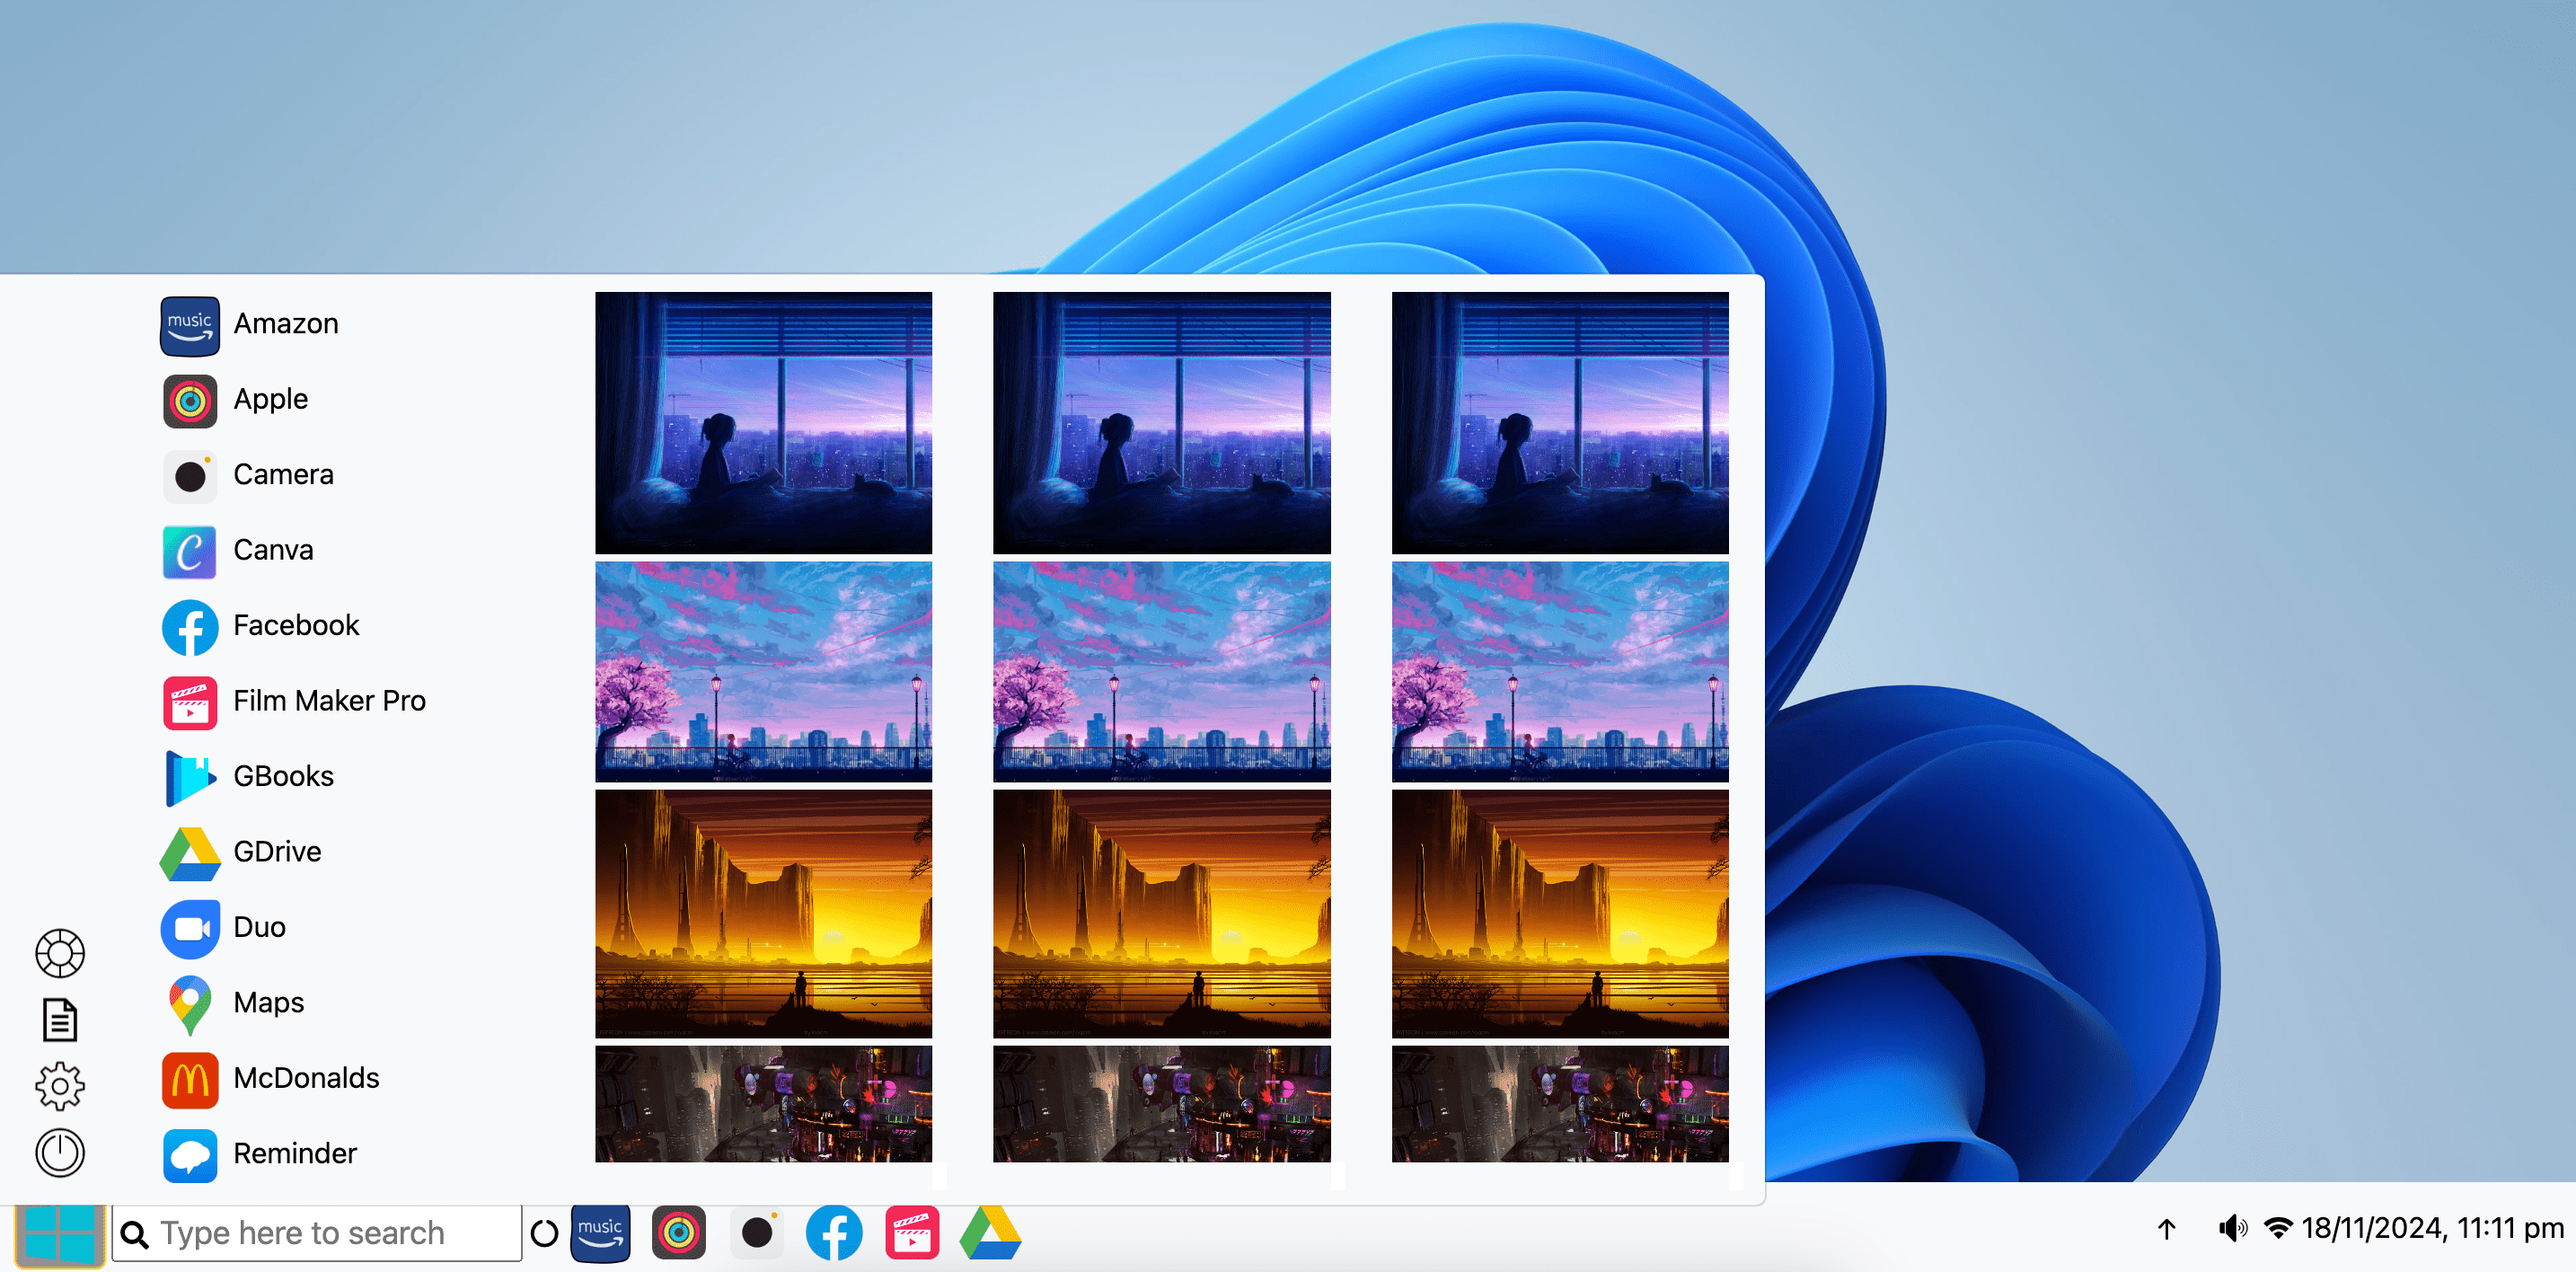 music
Amazon
Apple
Camera
Canva
Facebook
Film Maker Pro
GBooks
GDrive
Duo
Maps
McDonalds
Reminder
Type here to search
music
18/11/2024, 11:11 pm